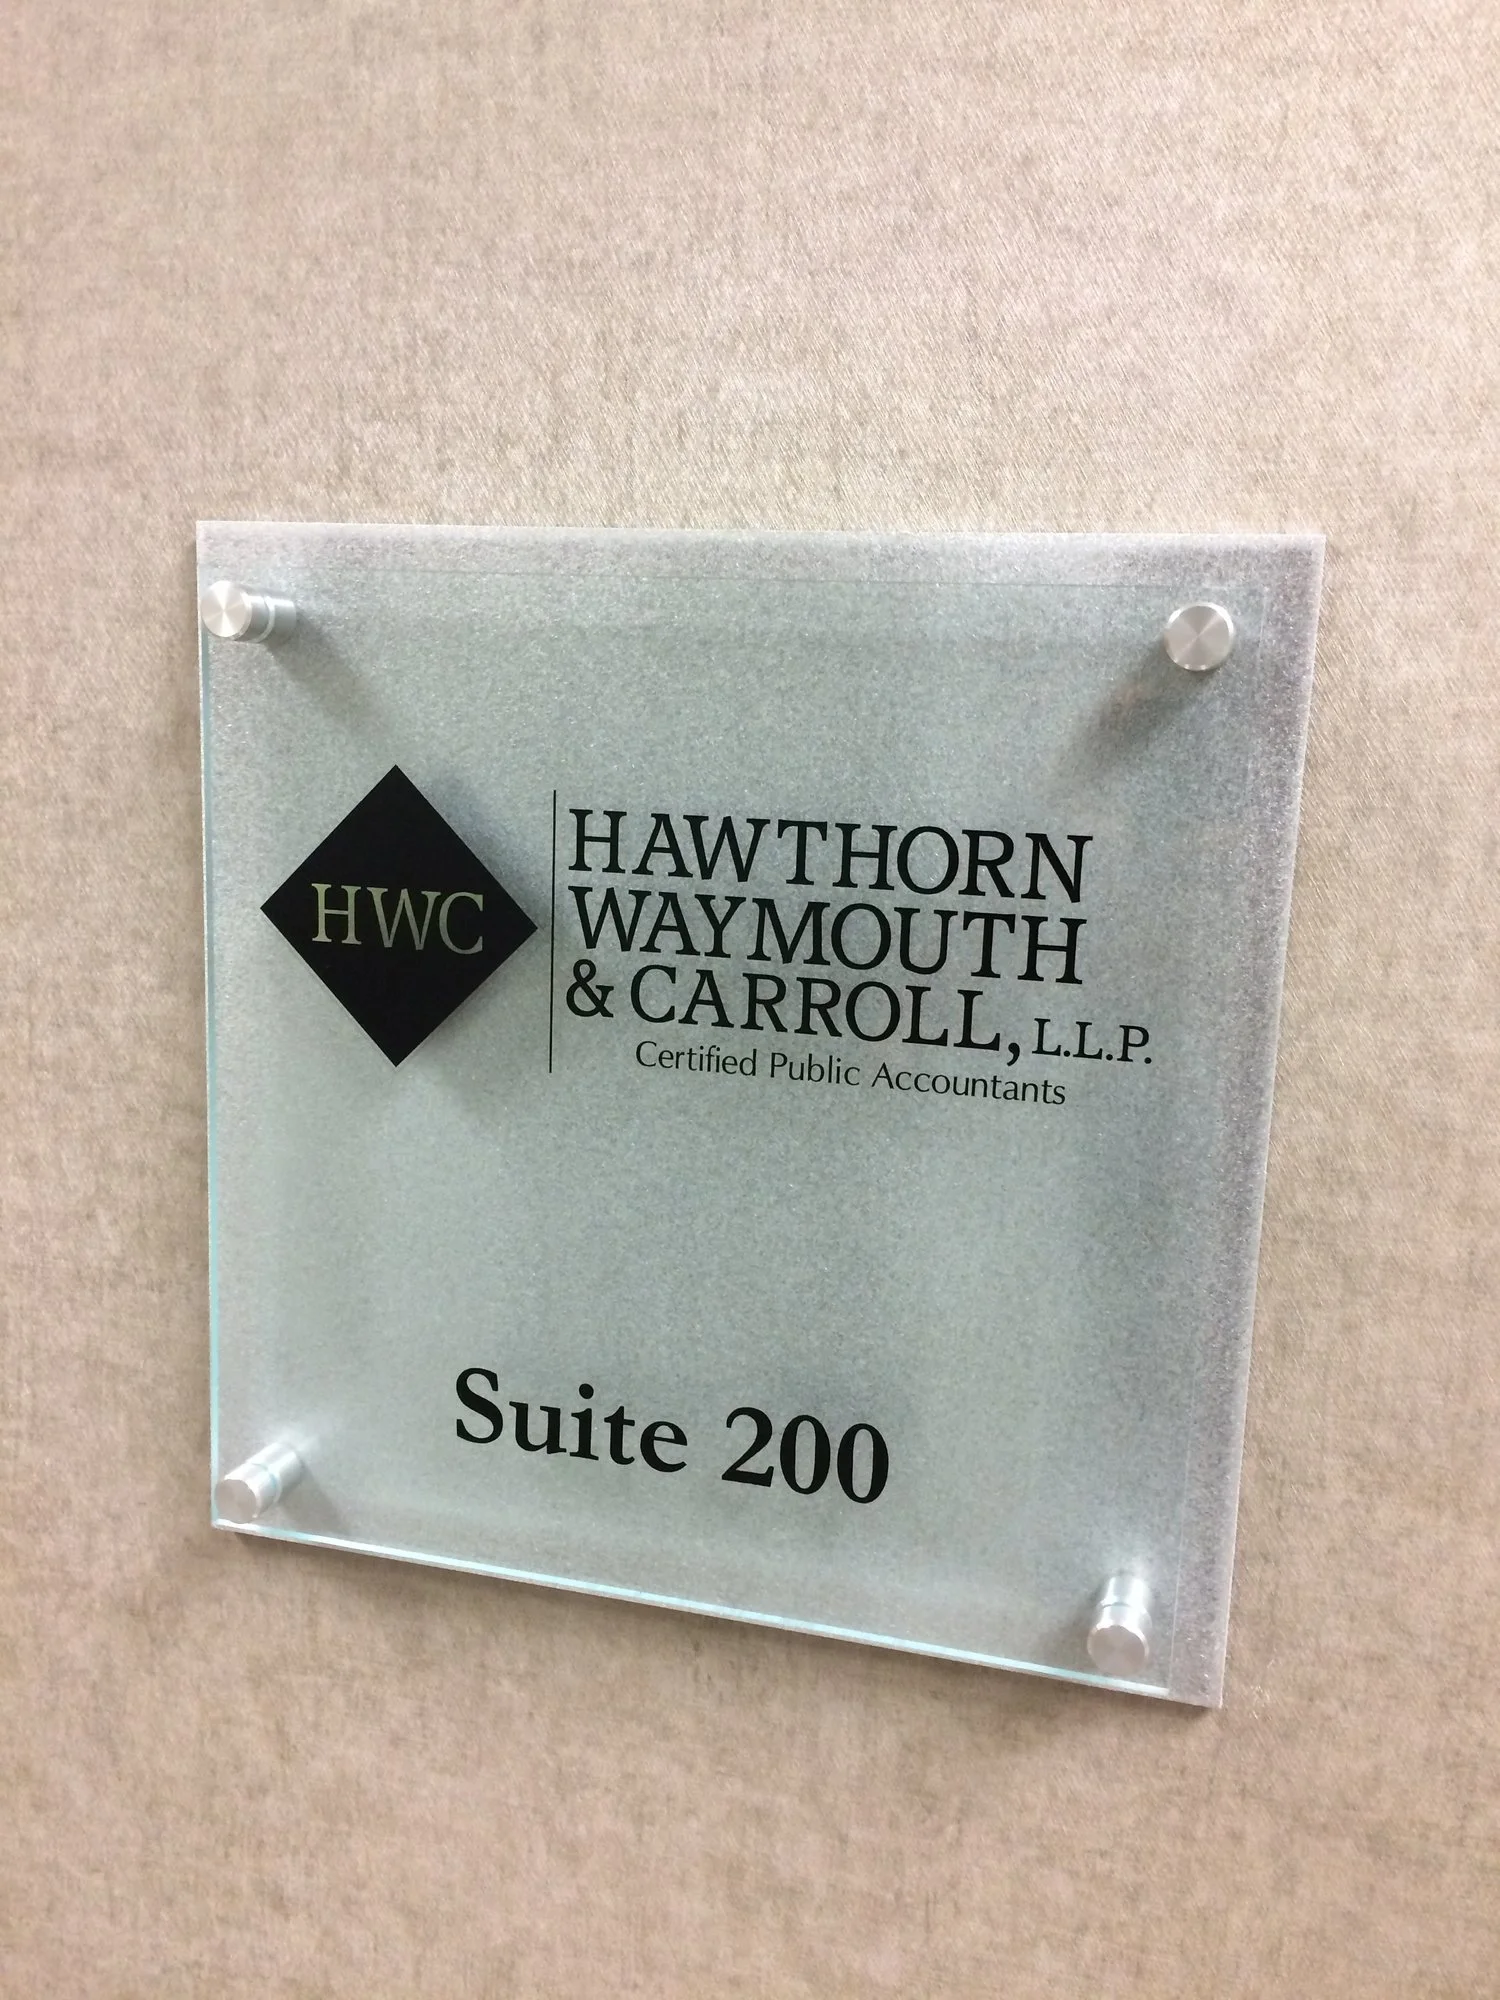 HWC
HAWTHORN
WAYMOUTH
& CARROLL, L.L.P.
Certified Public Accountants
Suite 200